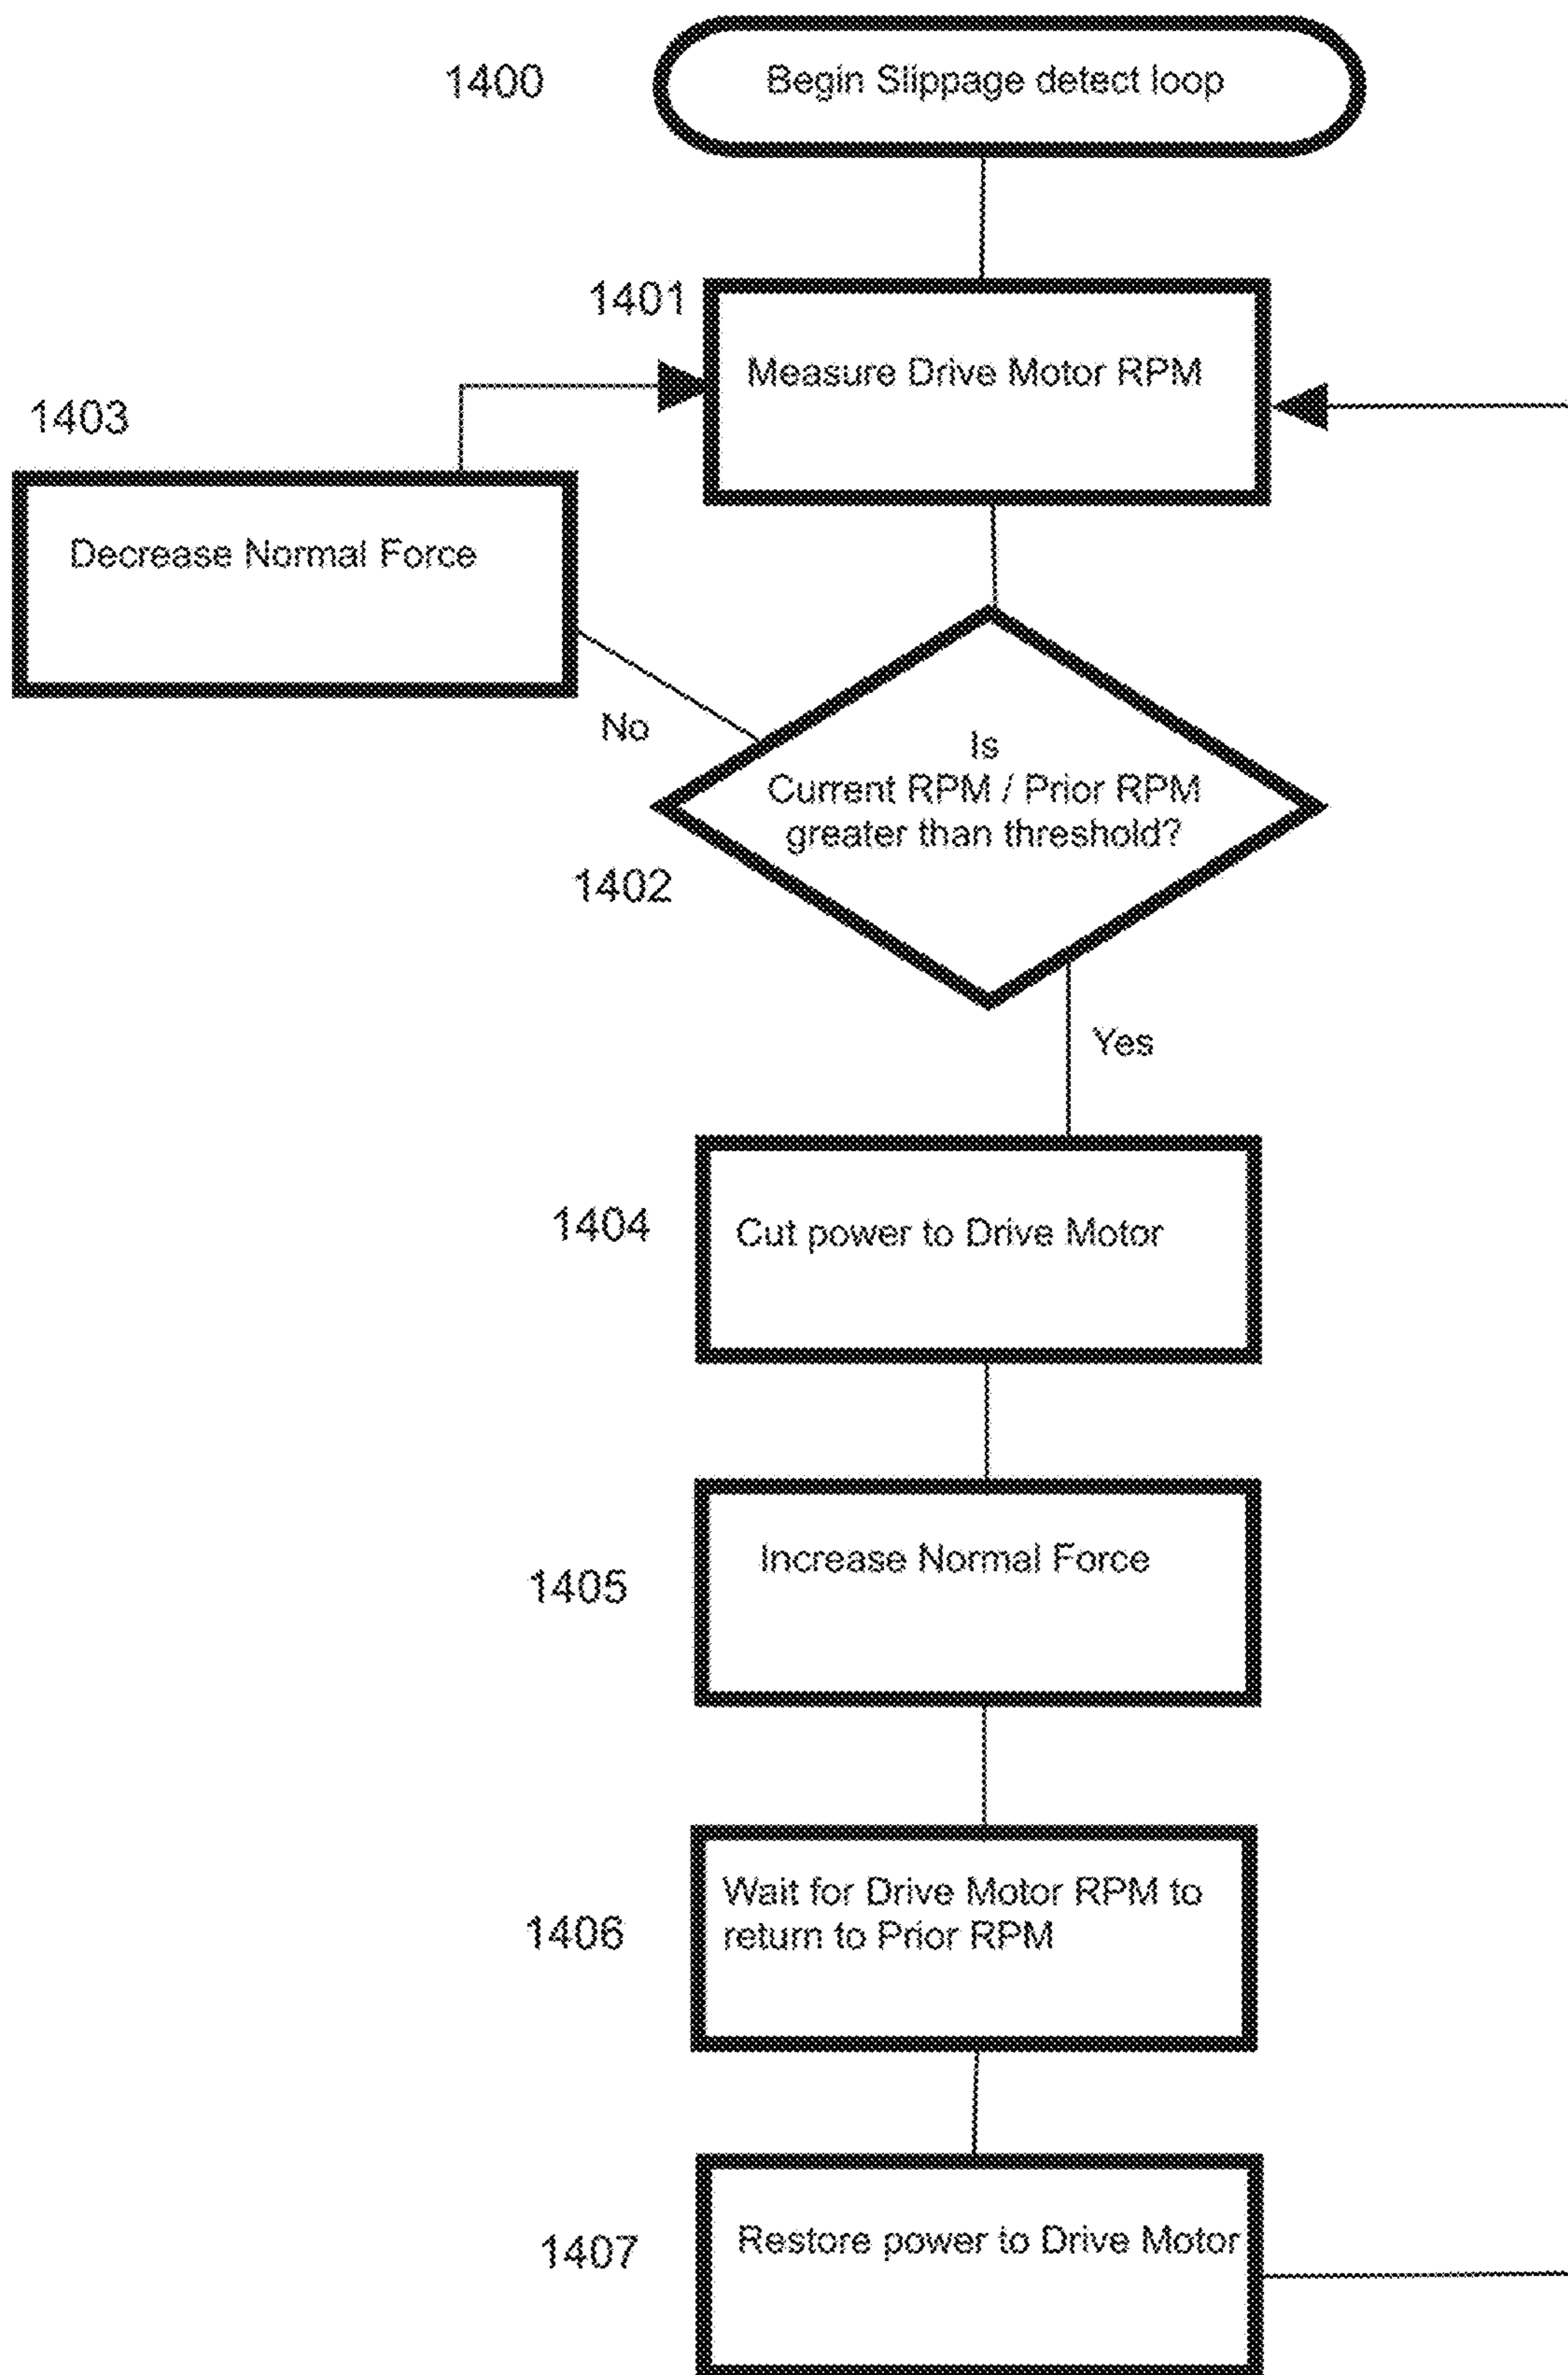 1400
Begin Slippage detect loop
1401
Measure Drive Motor RPM
1403
Decrease Normal Force
No
Is
Current RPM / Prior RPM
greater than threshold?
1402
Yes
1404
Cut power to Drive Motor
1405
Increase Normal Force
1406
Wait for Drive Motor RPM to
return to Prior RPM
1407
Restore power to Drive Motor